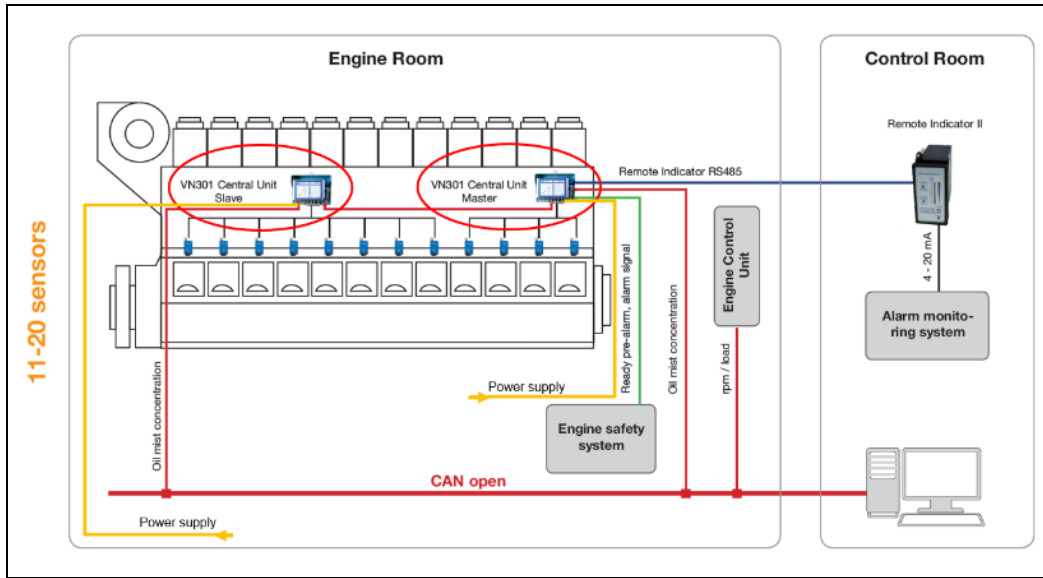 Engine Room
Control Room
Remote Indicator II
VN301 Central Unit
Slave
VN301 Central Unit
Master
Remote Indicator RS485
11-20 sensors
Engine Control
Unit
4 - 20 mA
Alarm monito-
ring system
Oil mist concentration
Ready pre-alarm, alarm signal
Oil mist concentration
rpm / load
Power supply
Engine safety
system
CAN open
Power supply